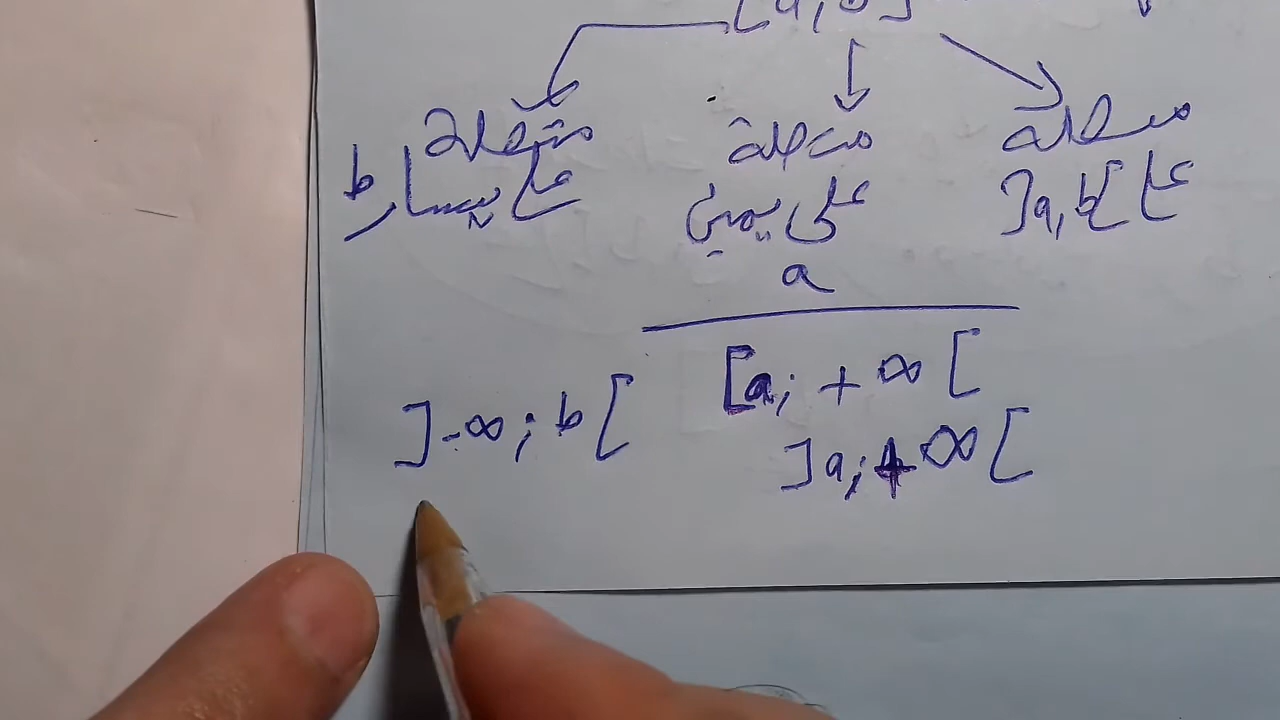 [a,b]
متصلة على ]a,b[
متصلة على يمين a
متصلة على يسار b
[a; +∞[
]-∞; b[
]a; +∞[